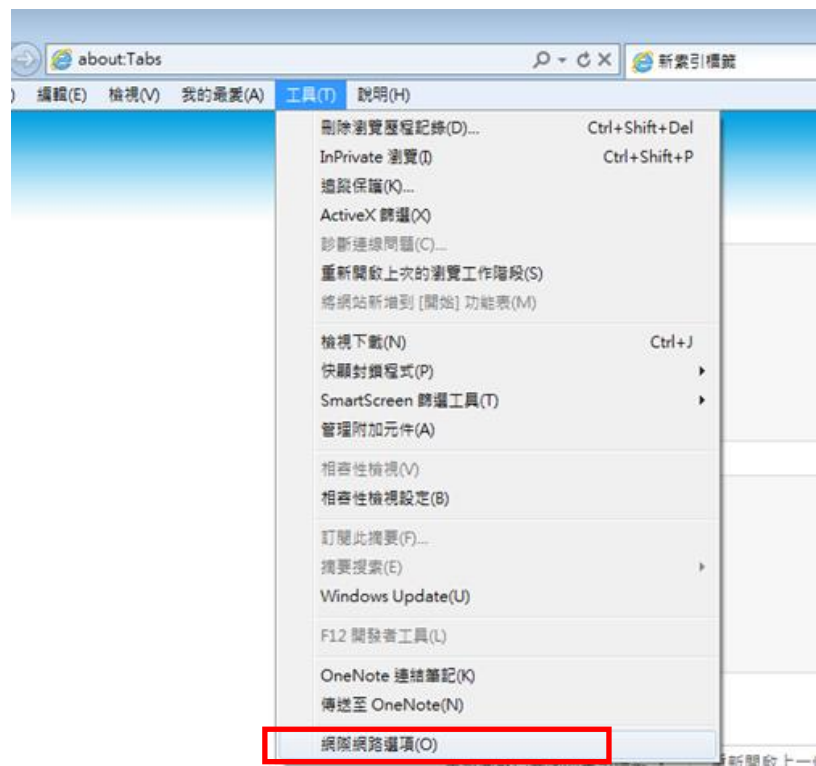 about:Tabs
新索引標籤
編輯(E) 檢視(V) 我的最愛(A) 工具(T) 說明(H)
刪除瀏覽歷程記錄(D)... Ctrl+Shift+Del
InPrivate 瀏覽(I) Ctrl+Shift+P
追蹤保護(K)...
ActiveX 篩選(X)
診斷連線問題(C)...
重新開啟上次的瀏覽工作階段(S)
將網站新增到 [開始] 功能表(M)
檢視下載(N) Ctrl+J
快顯封鎖程式(P)
SmartScreen 篩選工具(T)
管理附加元件(A)
相容性檢視(V)
相容性檢視設定(B)
訂閱此摘要(F)...
摘要搜索(E)
Windows Update(U)
F12 開發者工具(L)
OneNote 連結筆記(K)
傳送至 OneNote(N)
網際網路選項(O)